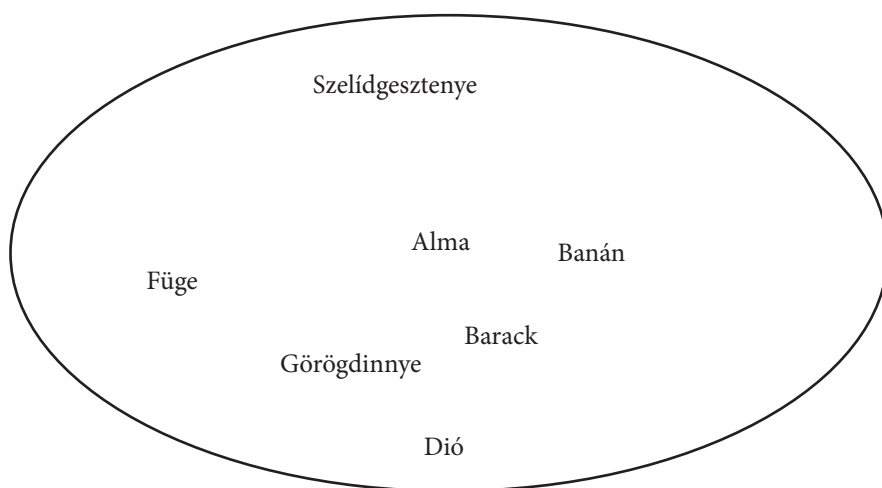 Szelídgesztenye
Alma
Banán
Füge
Barack
Görögdinnye
Dió